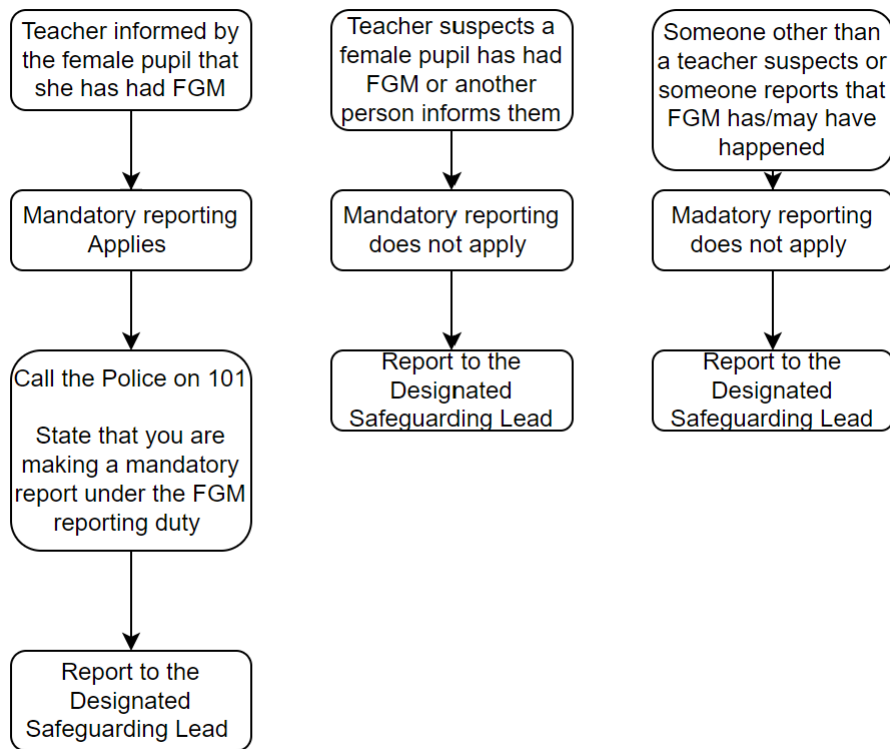 Teacher informed by
the female pupil that
she has had FGM
Mandatory reporting
Applies
Call the Police on 101
State that you are
making a mandatory
report under the FGM
reporting duty
Report to the
Designated
Safeguarding Lead
Teacher suspects a
female pupil has had
FGM or another
person informs them
Mandatory reporting
does not apply
Report to the
Designated
Safeguarding Lead
Someone other than
a teacher suspects or
someone reports that
FGM has/may have
happened
Madatory reporting
does not apply
Report to the
Designated
Safeguarding Lead